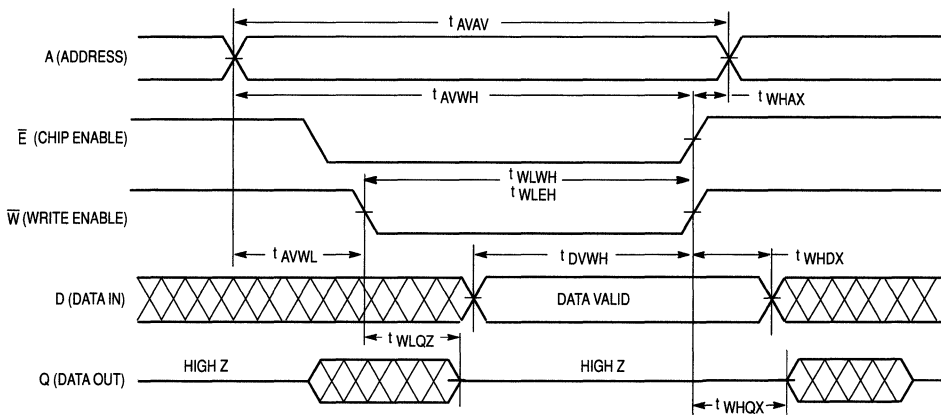 t AVAV
A (ADDRESS)
t AVWH
t WHAX
E̅ (CHIP ENABLE)
t WLWH
t WLEH
W̅ (WRITE ENABLE)
t AVWL
t DVWH
t WHDX
D (DATA IN)
DATA VALID
t WLQZ
HIGH Z
HIGH Z
Q (DATA OUT)
t WHQX